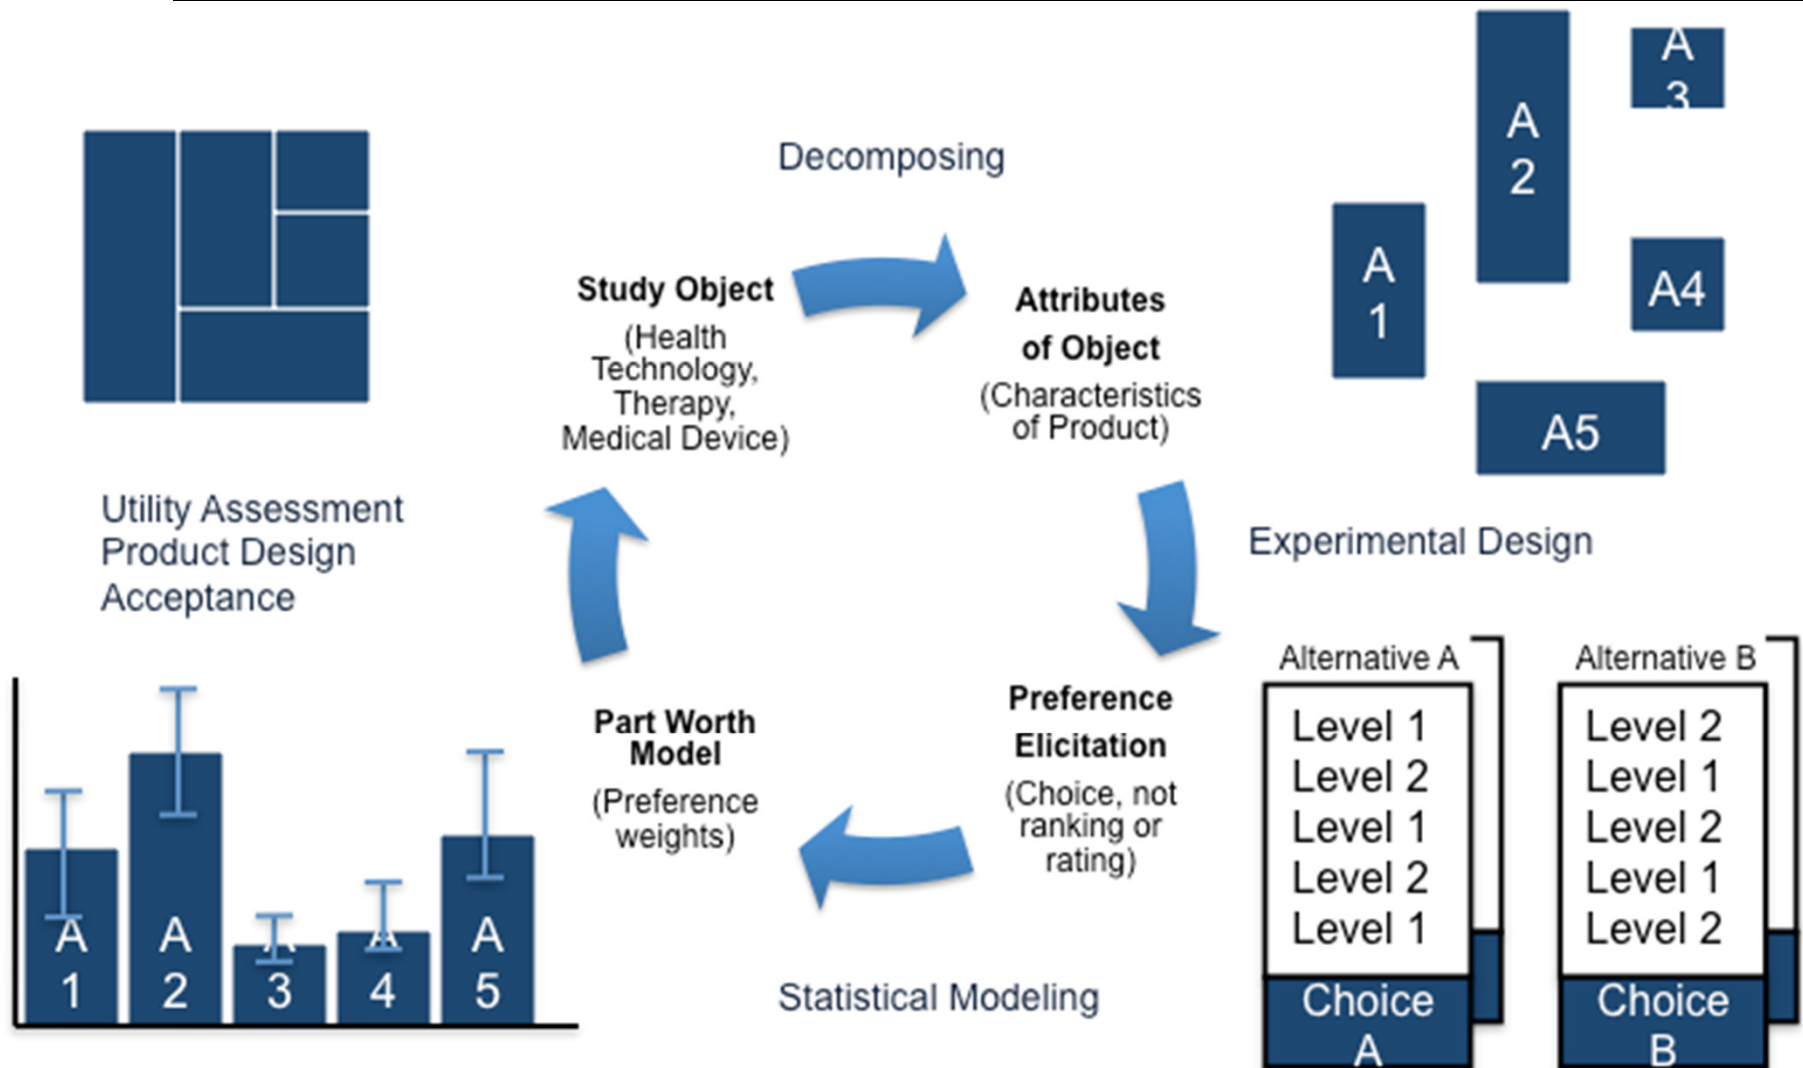 Decomposing
A
2
A
3
A
1
A4
A5
Study Object
(Health
Technology,
Therapy,
Medical Device)
Attributes
of Object
(Characteristics
of Product)
Utility Assessment
Product Design
Acceptance
Experimental Design
Preference
Elicitation
(Choice, not
ranking or
rating)
Part Worth
Model
(Preference
weights)
Alternative A
Level 1
Level 2
Level 1
Level 2
Level 1
Choice
A
Alternative B
Level 2
Level 1
Level 2
Level 1
Level 2
Choice
B
A
1
A
2
A
3
A
4
A
5
Statistical Modeling